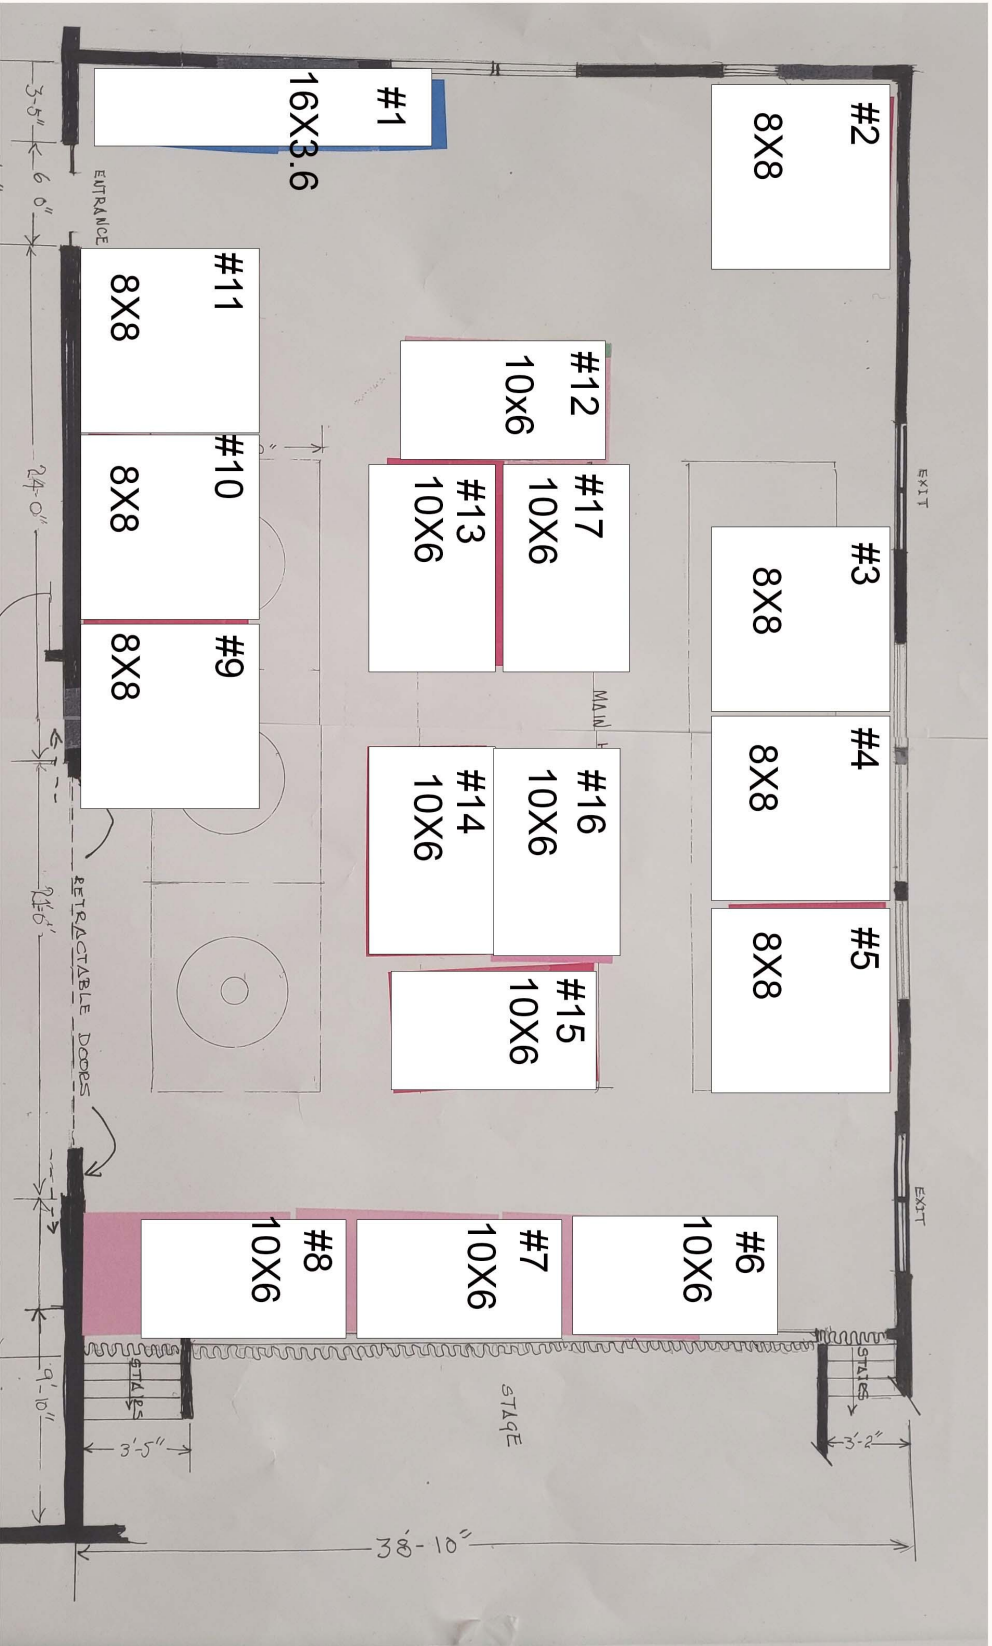 3'-5"
6'0"
ENTRANCE
#1
16X3.6
#2
8X8
#11
8X8
#12
10x6
#10
8X8
#13
10X6
#17
10X6
EXIT
#3
8X8
24'-0"
#9
8X8
MAIN
#4
8X8
#14
10X6
#16
10X6
21'-6"
RETRACTABLE DOORS
#5
8X8
#15
10X6
EXIT
#8
10X6
#7
10X6
#6
10X6
STAIRS
STAIRS
STAGE
9'-10"
3'-5"
3'-2"
38'-10"